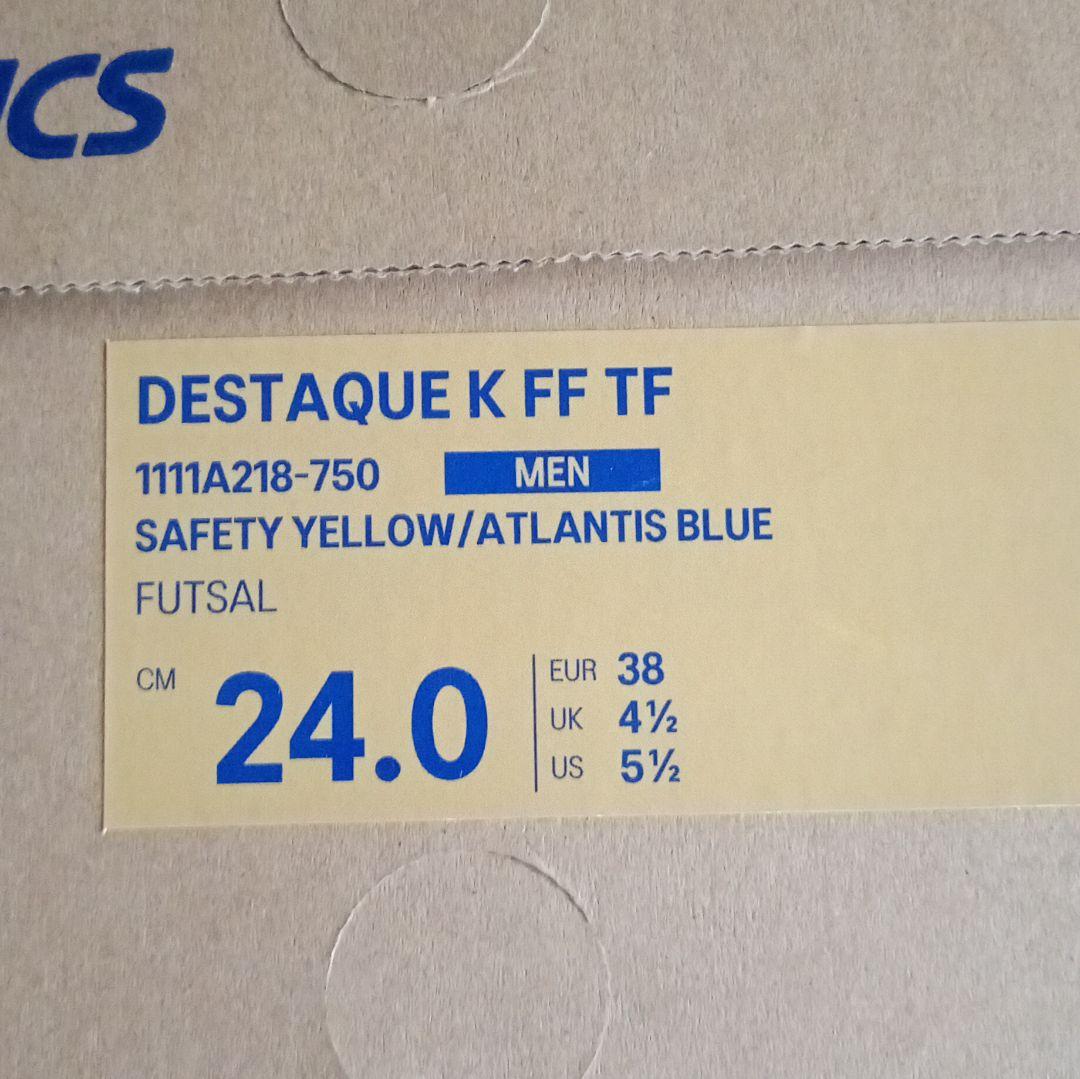 CS
DESTAQUE K FF TF
1111A218-750 MEN
SAFETY YELLOW/ATLANTIS BLUE
FUTSAL
CM 24.0
EUR 38
UK 4½
US 5½